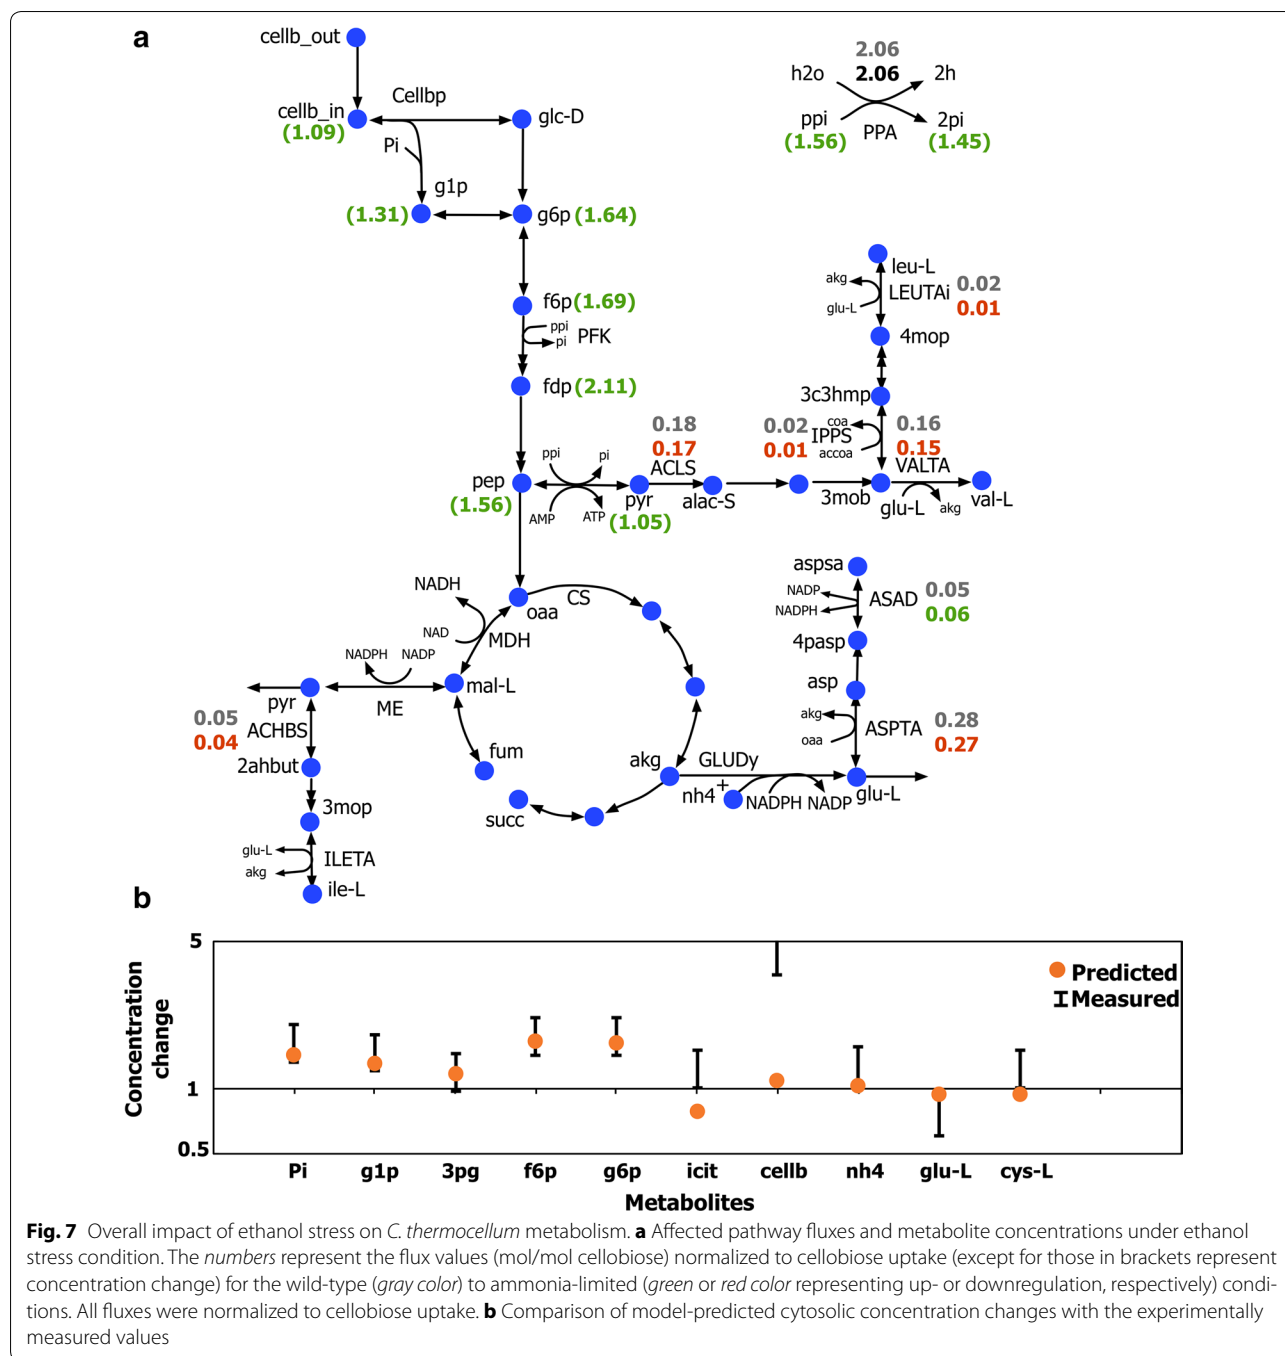 a
cellb_out
2.06
h2o
2.06
2h
cellb_in
Cellbp
glc-D
ppi
2pi
(1.09)
Pi
(1.56)
PPA
(1.45)
g1p
(1.31)
g6p (1.64)
leu-L
akg
LEUTAi
0.02
glu-L
0.01
f6p (1.69)
ppi
pi
PFK
4mop
fdp (2.11)
3c3hmp
0.18
0.02
coa
0.16
0.17
0.01
IPPS
0.15
accoa
ppi
pi
ACLS
VALTA
pep
pyr
alac-S
3mob
glu-L
akg
val-L
(1.56)
AMP
ATP
(1.05)
aspsa
NADH
CS
NADP
ASAD
0.05
oaa
NADPH
0.06
NAD
MDH
4pasp
NADPH
NADP
asp
mal-L
pyr
ME
akg
0.05
ACHBS
oaa
ASPTA
0.28
0.04
0.27
fum
akg
GLUDy
2ahbut
nh4+
NADPH NADP
glu-L
3mop
succ
glu-L
ILETA
akg
ile-L
b
5
Predicted
Measured
Concentration
change
1
0.5
Pi g1p 3pg f6p g6p icit cellb nh4 glu-L cys-L
Metabolites
Fig. 7 Overall impact of ethanol stress on C. thermocellum metabolism. a Affected pathway fluxes and metabolite concentrations under ethanol
stress condition. The numbers represent the flux values (mol/mol cellobiose) normalized to cellobiose uptake (except for those in brackets represent
concentration change) for the wild-type (gray color) to ammonia-limited (green or red color representing up- or downregulation, respectively) condi-
tions. All fluxes were normalized to cellobiose uptake. b Comparison of model-predicted cytosolic concentration changes with the experimentally
measured values